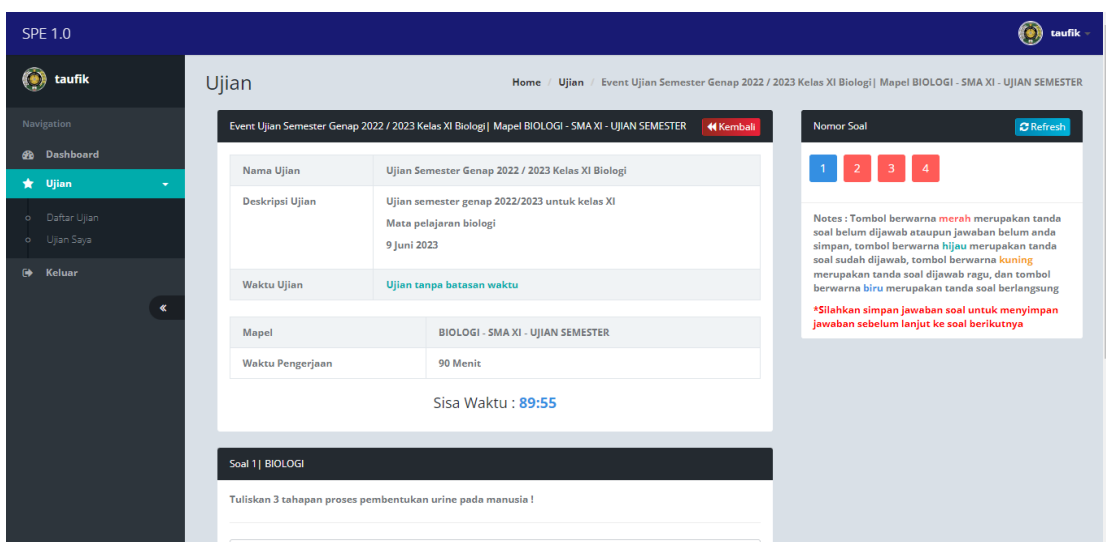 SPE 1.0
taufik
taufik
Navigation
Dashboard
Ujian
Daftar Ujian
Ujian Saya
Keluar
Ujian
Home / Ujian / Event Ujian Semester Genap 2022 / 2023 Kelas XI Biologi| Mapel BIOLOGI - SMA XI - UJIAN SEMESTER
Event Ujian Semester Genap 2022 / 2023 Kelas XI Biologi| Mapel BIOLOGI - SMA XI - UJIAN SEMESTER
Kembali
Nama Ujian Ujian Semester Genap 2022 / 2023 Kelas XI Biologi
Deskripsi Ujian Ujian semester genap 2022/2023 untuk kelas XI
Mata pelajaran biologi
9 Juni 2023
Waktu Ujian Ujian tanpa batasan waktu
Mapel BIOLOGI - SMA XI - UJIAN SEMESTER
Waktu Pengerjaan 90 Menit
Sisa Waktu : 89:55
Soal 1| BIOLOGI
Tuliskan 3 tahapan proses pembentukan urine pada manusia !
Nomor Soal
Refresh
1 2 3 4
Notes : Tombol berwarna merah merupakan tanda
soal belum dijawab ataupun jawaban belum anda
simpan, tombol berwarna hijau merupakan tanda
soal sudah dijawab, tombol berwarna kuning
merupakan tanda soal dijawab ragu, dan tombol
berwarna biru merupakan tanda soal berlangsung
*Silahkan simpan jawaban soal untuk menyimpan
jawaban sebelum lanjut ke soal berikutnya